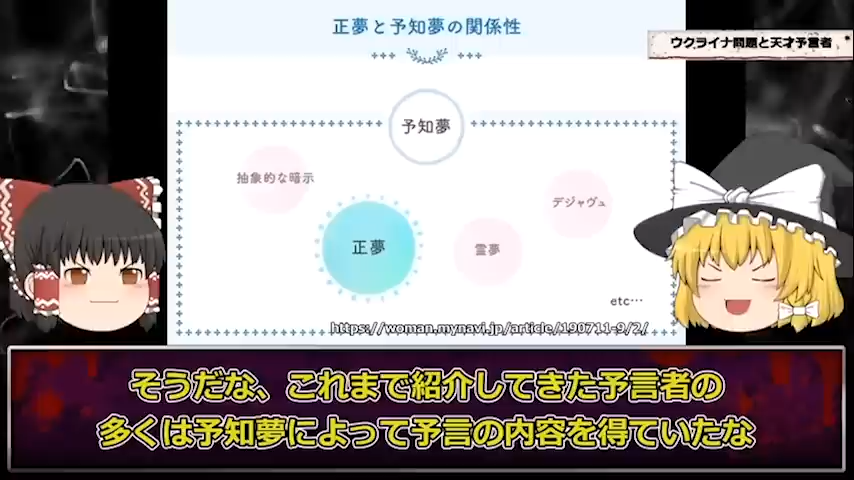 正夢と予知夢の関係性
ウクライナ問題と天才予言者
予知夢
抽象的な暗示
デジャヴュ
正夢
霊夢
etc…
https://woman.mynavi.jp/article/190711-9/2/
そうだな、これまで紹介してきた予言者の
多くは予知夢によって予言の内容を得ていたな